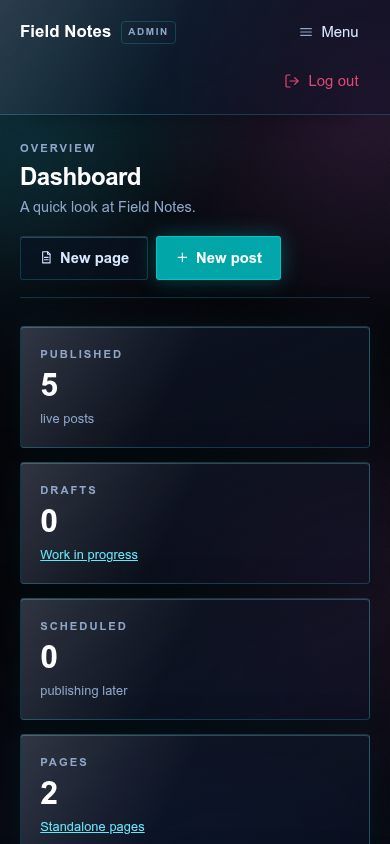 Field Notes ADMIN Menu
Log out
OVERVIEW
Dashboard
A quick look at Field Notes.
New page New post
PUBLISHED
5
live posts
DRAFTS
0
Work in progress
SCHEDULED
0
publishing later
PAGES
2
Standalone pages